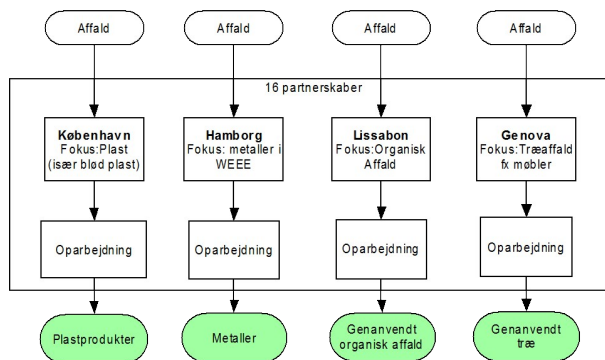 Affald
Affald
Affald
Affald
16 partnerskaber
København
Fokus:Plast
(især blød plast)
Hamborg
Fokus: metaller i
WEEE
Lissabon
Fokus:Organisk
Affald
Genova
Fokus:Træaffald
fx møbler
Oparbejdning
Oparbejdning
Oparbejdning
Oparbejdning
Plastprodukter
Metaller
Genanvendt
organisk affald
Genanvendt
træ